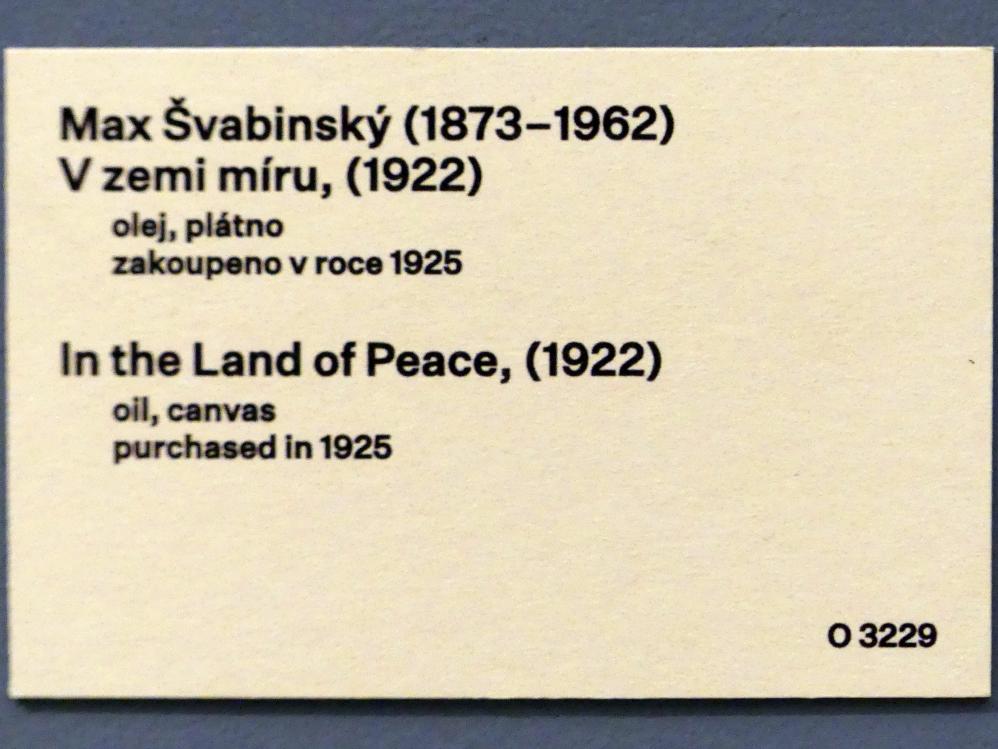 Max Švabinský (1873–1962)
V zemi míru, (1922)
olej, plátno
zakoupeno v roce 1925
In the Land of Peace, (1922)
oil, canvas
purchased in 1925
O 3229